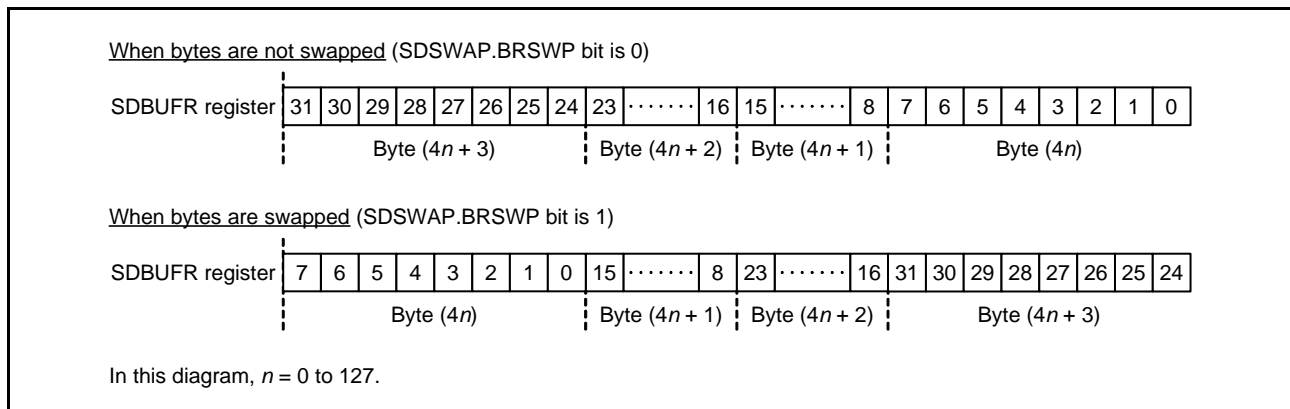 When bytes are not swapped (SDSWAP.BRSWP bit is 0)
SDBUFR register 31 30 29 28 27 26 25 24 23 ······· 16 15 ······· 8 7 6 5 4 3 2 1 0
Byte (4n + 3) Byte (4n + 2) Byte (4n + 1) Byte (4n)
When bytes are swapped (SDSWAP.BRSWP bit is 1)
SDBUFR register 7 6 5 4 3 2 1 0 15 ······· 8 23 ······· 16 31 30 29 28 27 26 25 24
Byte (4n) Byte (4n + 1) Byte (4n + 2) Byte (4n + 3)
In this diagram, n = 0 to 127.